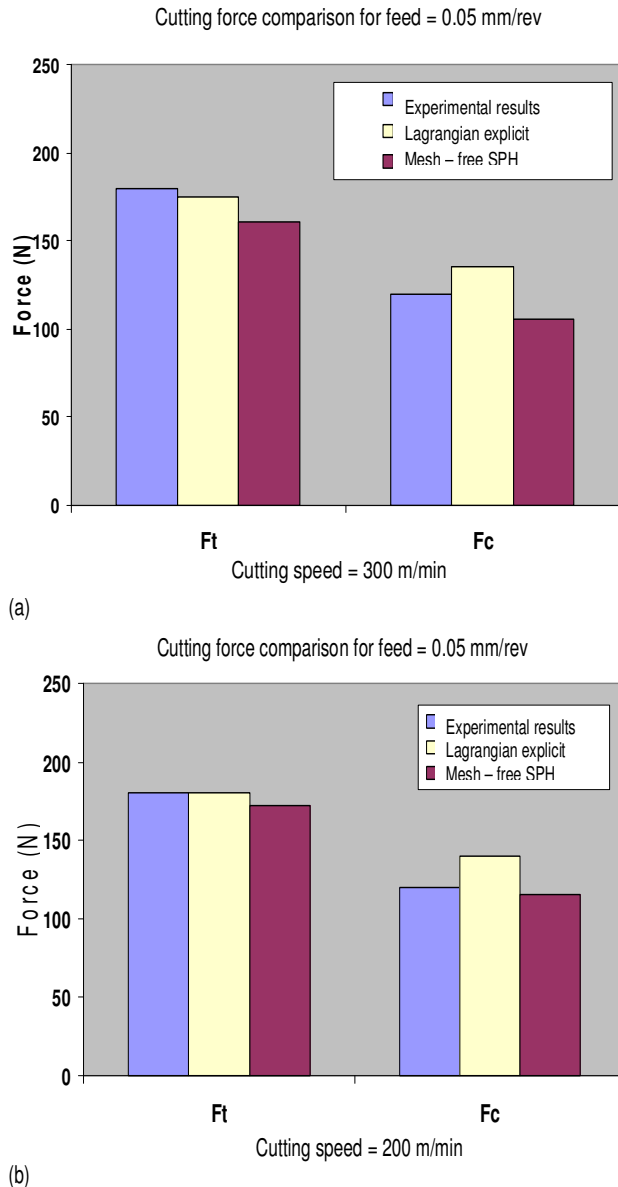 Cutting force comparison for feed = 0.05 mm/rev
250
200
150
100
50
0
Force (N)
Experimental results
Lagrangian explicit
Mesh – free SPH
Ft
Fc
Cutting speed = 300 m/min
(a)
Cutting force comparison for feed = 0.05 mm/rev
250
200
150
100
50
0
Force (N)
Experimental results
Lagrangian explicit
Mesh – free SPH
Ft
Fc
Cutting speed = 200 m/min
(b)